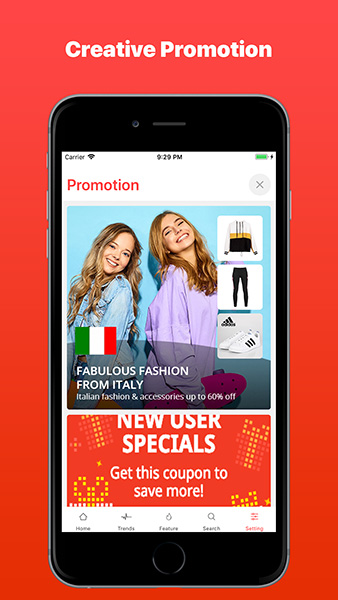 Creative Promotion
Carrier 9:29 PM
Promotion
adidas
FABULOUS FASHION
FROM ITALY
Italian fashion & accessories up to 60% off
NEW USER
SPECIALS
Get this coupon to
save more!
Home Trends Feature Search Setting